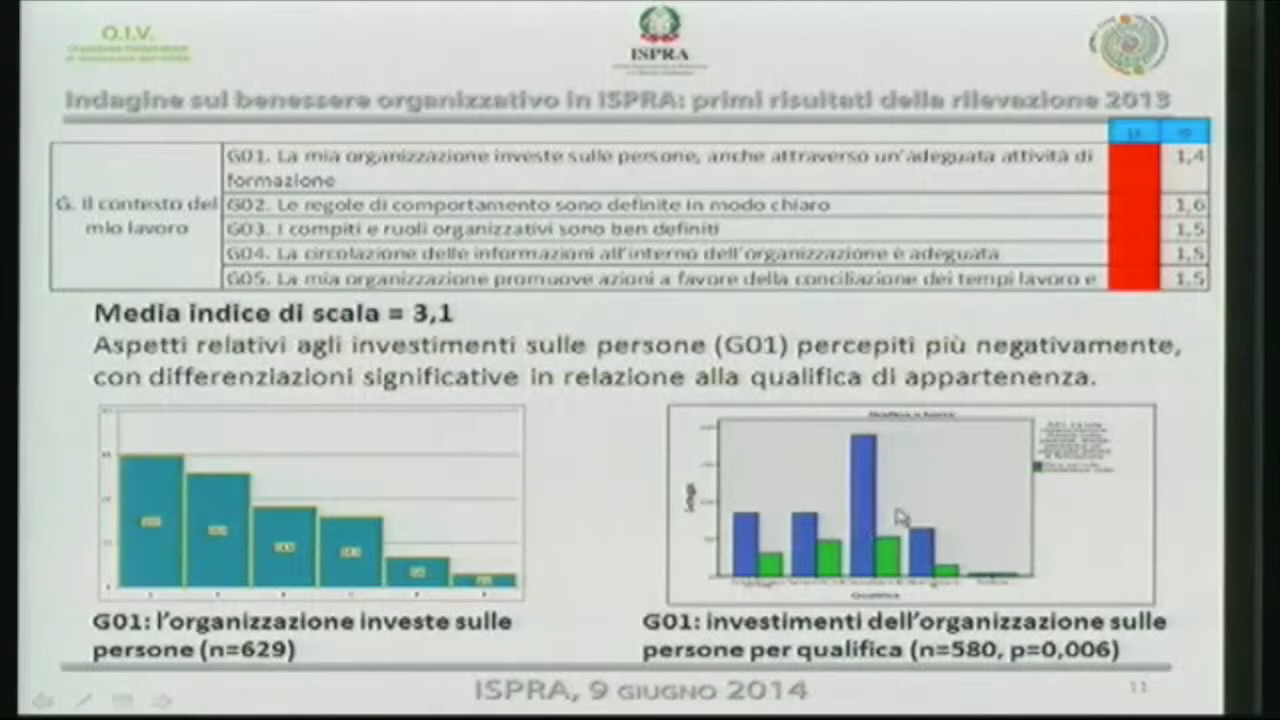 O.I.V.
ISPRA
Indagine sul benessere organizzativo in ISPRA: primi risultati della rilevazione 2013
μ σ
G01. La mia organizzazione investe sulle persone, anche attraverso un'adeguata attività di 1,4
formazione
G. Il contesto del mio lavoro
G02. Le regole di comportamento sono definite in modo chiaro 1,6
G03. I compiti e ruoli organizzativi sono ben definiti 1,5
G04. La circolazione delle informazioni all'interno dell'organizzazione è adeguata 1,5
G05. La mia organizzazione promuove azioni a favore della conciliazione dei tempi lavoro e 1,5
Media indice di scala = 3,1
Aspetti relativi agli investimenti sulle persone (G01) percepiti più negativamente,
con differenziazioni significative in relazione alla qualifica di appartenenza.
Grafico a barre
Conteggio
Qualifica
G01: l'organizzazione investe sulle
persone (n=629)
G01: investimenti dell'organizzazione sulle
persone per qualifica (n=580, p=0,006)
ISPRA, 9 GIUGNO 2014
11